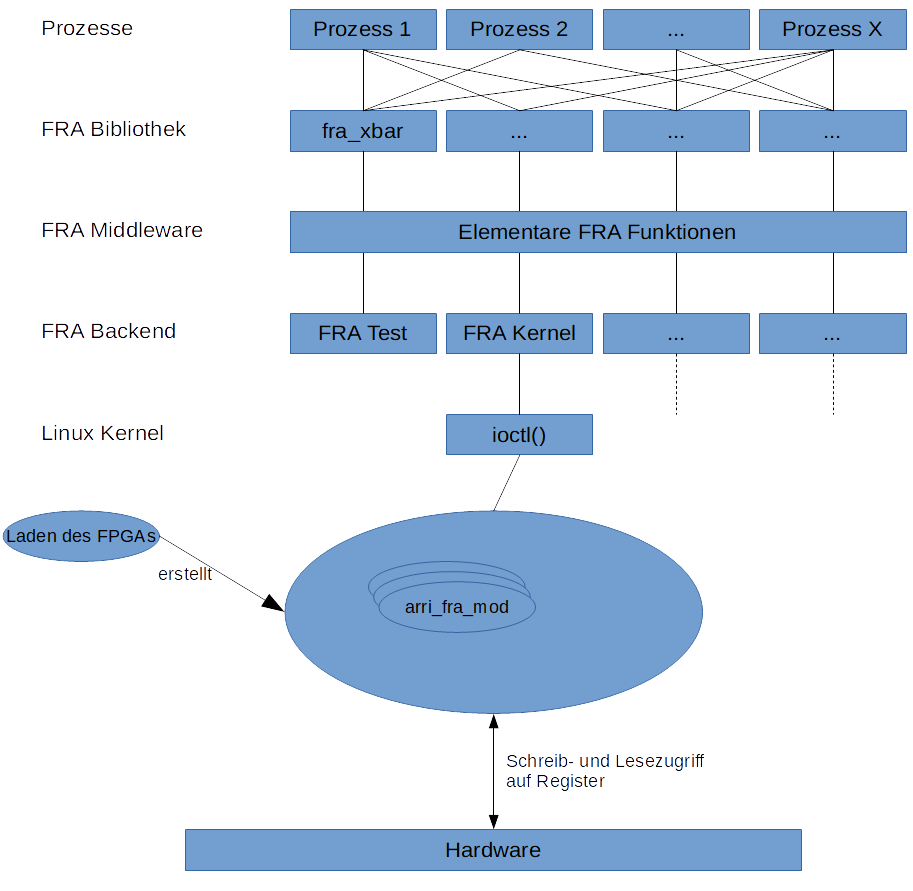 Prozesse
Prozess 1
Prozess 2
...
Prozess X
FRA Bibliothek
fra_xbar
...
...
...
FRA Middleware
Elementare FRA Funktionen
FRA Backend
FRA Test
FRA Kernel
...
...
Linux Kernel
ioctl()
Laden des FPGAs
erstellt
arri_fra_mod
Schreib- und Lesezugriff
auf Register
Hardware